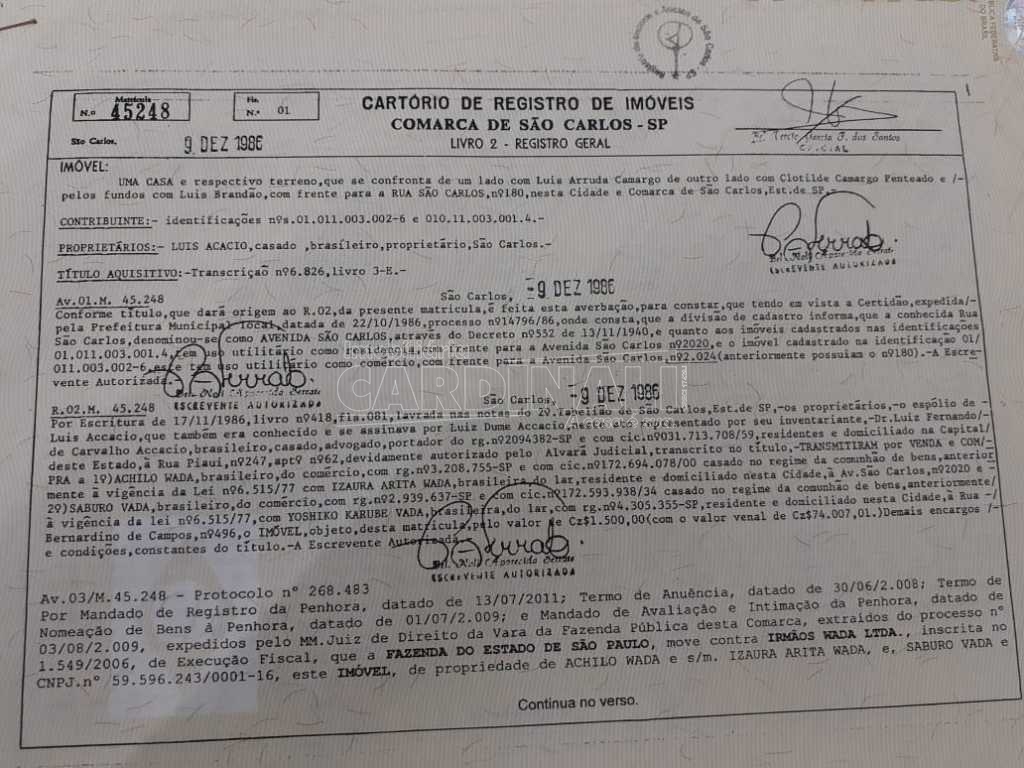 Registro de Imóveis e Anexos de São Carlos - SP
Matrícula
N.º 45248
Fls.
N.º 01
CARTÓRIO DE REGISTRO DE IMÓVEIS
COMARCA DE SÃO CARLOS - SP
LIVRO 2 - REGISTRO GERAL
São Carlos, 9 DEZ 1986
OFICIAL
IMÓVEL:
UMA CASA e respectivo terreno,que se confronta de um lado com Luis Arruda Camargo de outro lado com Clotilde Camargo Penteado e /-
pelos fundos com Luis Brandão,com frente para a RUA SÃO CARLOS,nº180,nesta Cidade e Comarca de São Carlos,Est.de SP,-
CONTRIBUINTE:- identificações nºs.01.011.003.002-6 e 010.11.003.001.4.-
PROPRIETÁRIOS:- LUIS ACACIO,casado ,brasileiro,proprietário,São Carlos.-
ESCREVENTE AUTORIZADA
TÍTULO AQUISITIVO:-Transcrição nº6.826,livro 3-E.-
Av.01.M. 45.248 São Carlos, -9 DEZ 1986
Conforme título,que dará origem ao R.02,da presente matricula,é feita esta averbação,para constar,que tendo em vista a Certidão,expedida/-
pela Prefeitura Municipal local,datada de 22/10/1986,processo nº14796/86,onde consta,que a divisão de cadastro informa,que a conhecida Rua
São Carlos,denominou-se como AVENIDA SÃO CARLOS,através do Decreto nº552 de 13/11/1940,e quanto aos imóveis cadastrados nas identificações
01.011.003.001.4,tem uso utilitário como residencia,com frente para a Avenida São Carlos nº2020,e o imóvel cadastrado na identificação 01/
011.003.002-6,este tem uso utilitário como comércio,com frente para a Avenida São Carlos,nº2.024(anteriormente possuiam o nº180).-A Escre-
vente Autorizada.-
CARDINALI
ESCREVENTE AUTORIZADA
R.02.M. 45.248 São Carlos, -9 DEZ 1986
Por Escritura de 17/11/1986,livro nº418,fls.081,lavrada nas notas do 2º.Tabelião de São Carlos,Est.de SP,-os proprietários,-o espólio de -
Luis Accacio,que também era conhecido e se assinava por Luiz Dume Accacio,neste ato representado por seu inventariante,-Dr.Luiz Fernando/-
de Carvalho Accacio,brasileiro,casado,advogado,portador do rg.nº2094382-SP e com cic.nº031.713.708/59,residentes e domiciliado na Capital/
deste Estado,à Rua Piaui,nº247,aptº nº62,devidamente autorizado pelo Alvará Judicial,transcrito no título,-TRANSMITIRAM por VENDA e COM/-
PRA a 1º)ACHILO WADA,brasileiro,do comércio,com rg.nº3.208.755-SP e com cic.nº172.694.078/00 casado no regime da comunhão de bens,anterior
mente à vigência da Lei nº6.515/77 com IZAURA ARITA WADA,brasileira,do lar,residente e domiciliado nesta Cidade,à Av.São Carlos,nº2020 e -
2º)SABURO VADA,brasileiro,do comércio,com rg.nº2.939.637-SP e com cic.nº172.593.938/34 casado no regime da comunhão de bens,anteriormente/
à vigência da lei nº6.515/77,com YOSHIKO KARUBE VADA,brasileira,do lar,com rg.nº4.305.355-SP,residente e domiciliado nesta Cidade,à Rua -/
Bernardino de Campos,nº496,o IMÓVEL,objeto,desta matricula,pelo valor de Cz$1.500,00(com o valor venal de Cz$74.007,01.)Demais encargos /-
e condições,constantes do título.-A Escrevente Autorizada.-
ESCREVENTE AUTORIZADA
Av.03/M.45.248 - Protocolo n° 268.483
Por Mandado de Registro da Penhora, datado de 13/07/2011; Termo de Anuência, datado de 30/06/2.008; Termo de
Nomeação de Bens à Penhora, datado de 01/07/2.009; e Mandado de Avaliação e Intimação da Penhora, datado de
03/08/2.009, expedidos pelo MM.Juiz de Direito da Vara da Fazenda Pública desta Comarca, extraidos do processo n°
1.549/2006, de Execução Fiscal, que a FAZENDA DO ESTADO DE SÃO PAULO, move contra IRMÃOS WADA LTDA., inscrita no
CNPJ.n° 59.596.243/0001-16, este IMÓVEL, de propriedade de ACHILO WADA e s/m. IZAURA ARITA WADA, e, SABURO VADA e
Continua no verso.